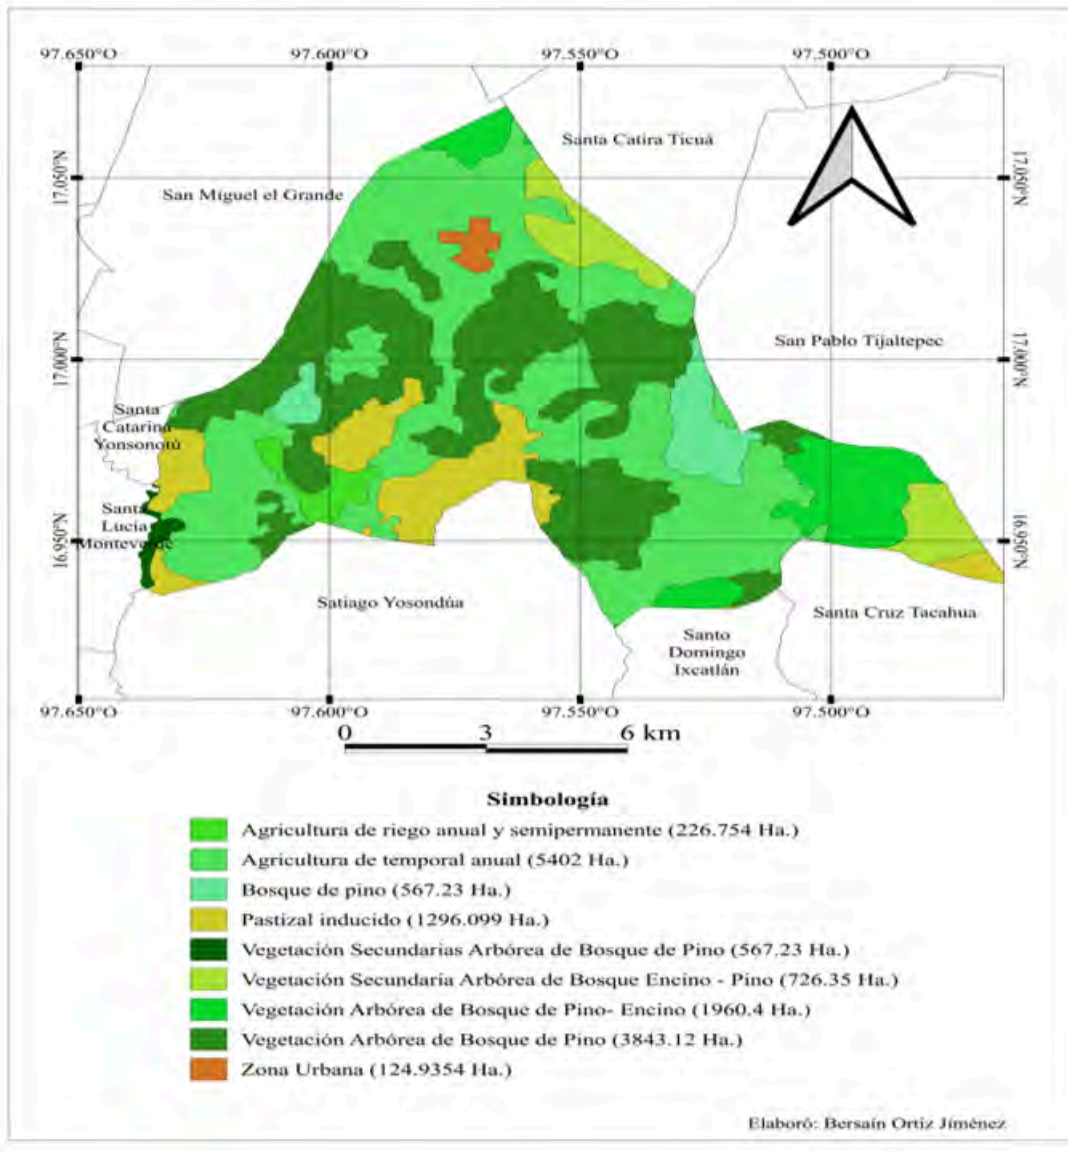 97.650°O 97.600°O 97.550°O 97.500°O
Santa Catira Ticuá
17.050°N 17.050°N
San Miguel el Grande
San Pablo Tijaltepec
17.000°N 17.000°N
Santa
Catarina
Yonsonotú
Santa
Lucia
Monteverde
16.950°N 16.950°N
Satiago Yosondúa
Santa Cruz Tacahua
Santo
Domingo
Ixcatlán
97.650°O 97.600°O 97.550°O 97.500°O
0 3 6 km
Simbología
Agricultura de riego anual y semipermanente (226.754 Ha.)
Agricultura de temporal anual (5402 Ha.)
Bosque de pino (567.23 Ha.)
Pastizal inducido (1296.099 Ha.)
Vegetación Secundarias Arbórea de Bosque de Pino (567.23 Ha.)
Vegetación Secundaria Arbórea de Bosque Encino - Pino (726.35 Ha.)
Vegetación Arbórea de Bosque de Pino- Encino (1960.4 Ha.)
Vegetación Arbórea de Bosque de Pino (3843.12 Ha.)
Zona Urbana (124.9354 Ha.)
Elaboró: Bersaín Ortiz Jiménez